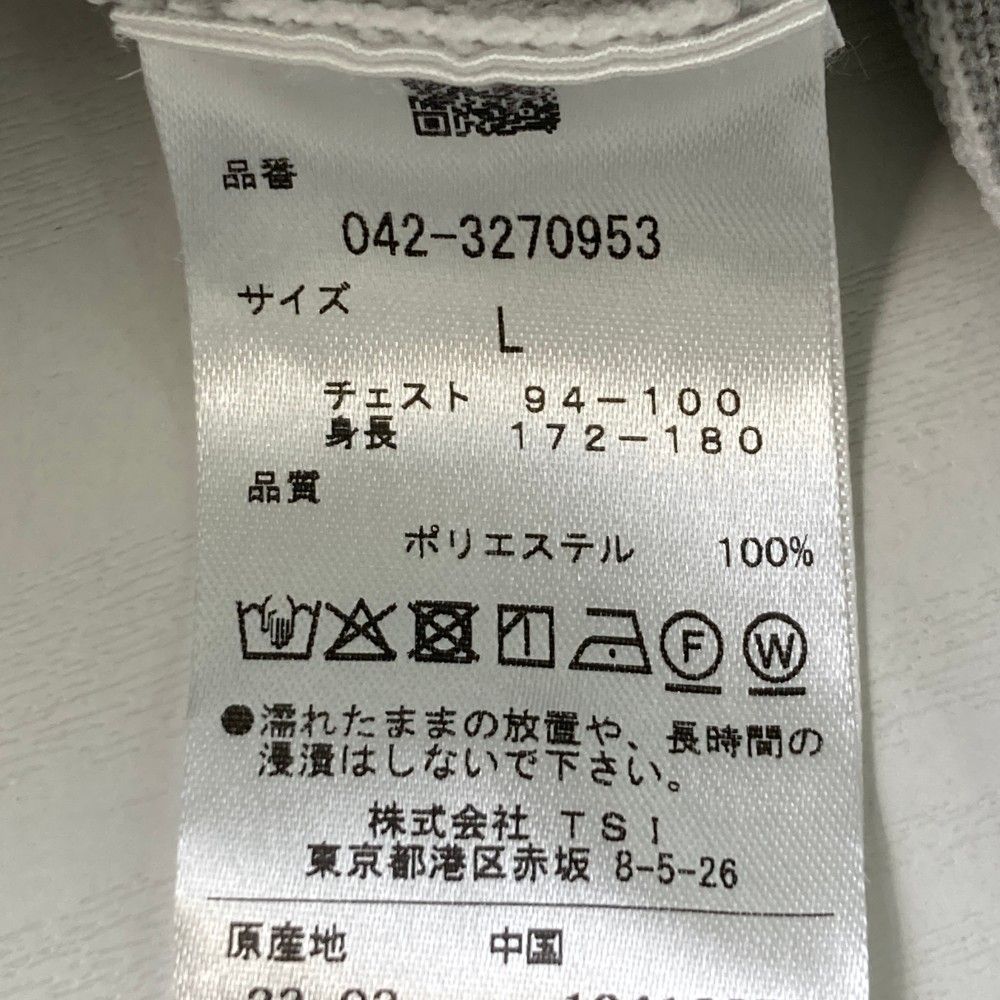 品番
042-3270953
サイズ
L
チェスト 94-100
身長 172-180
品質
ポリエステル 100%
F W
●濡れたままの放置や、長時間の
浸漬はしないで下さい。
株式会社 TSI
東京都港区赤坂 8-5-26
原産地 中国